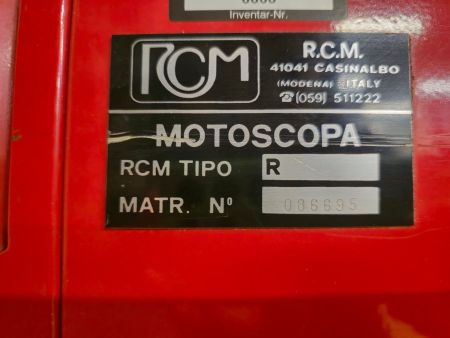 Inventar-Nr.
RCM
R.C.M.
41041 CASINALBO
(MODENA) ITALY
☎(059) 511222
MOTOSCOPA
RCM TIPO R
MATR. N° 086695